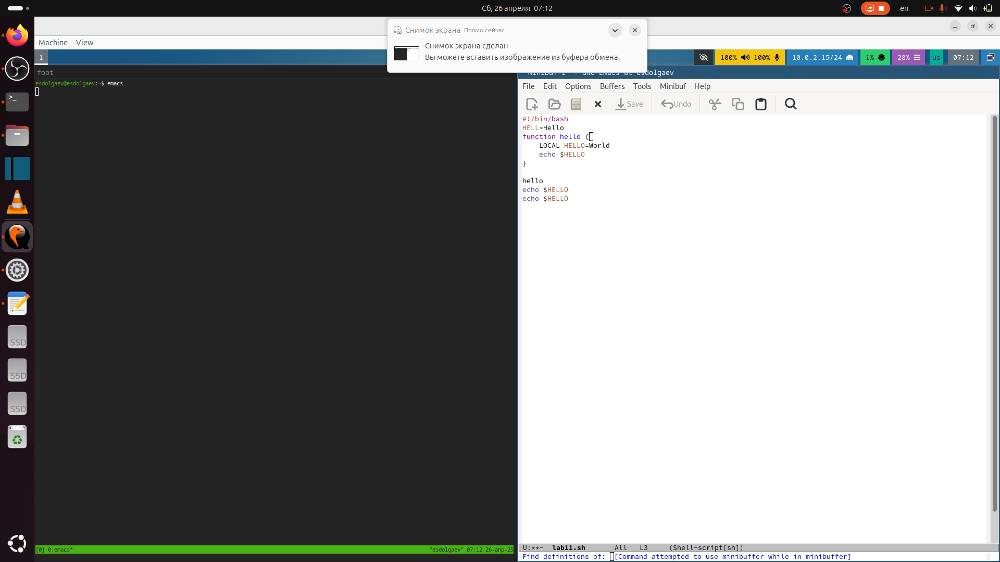 Сб, 26 апреля 07:12
en
Снимок экрана Прямо сейчас
Снимок экрана сделан
Вы можете вставить изображение из буфера обмена.
Machine View
1
100% 100% 10.0.2.15/24 1% 28% us 07:12
foot
esdolgaev@esdolgaev:~$ emacs
*Minibuf-1* - GNU Emacs at esdolgaev
File Edit Options Buffers Tools Minibuf Help
Save Undo
#!/bin/bash
HELL=Hello
function hello {
    LOCAL HELLO=World
    echo $HELLO
}
hello
echo $HELLO
echo $HELLO
SSD
SSD
SSD
[0] 0:emacs* "esdolgaev" 07:12 26-апр-25
U:**- lab11.sh All L3 (Shell-script[sh])
Find definitions of: [Command attempted to use minibuffer while in minibuffer]